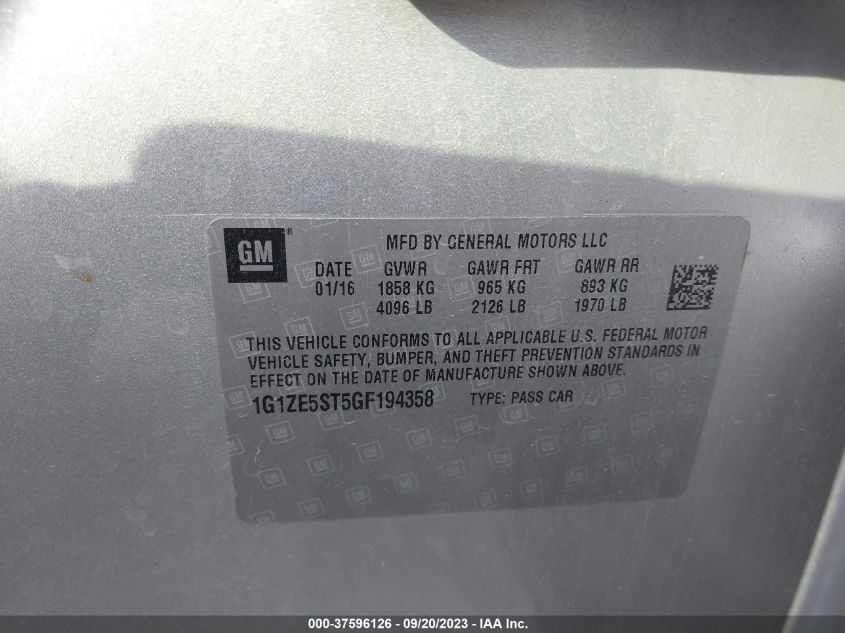 GM ®
MFD BY GENERAL MOTORS LLC
DATE GVWR GAWR FRT GAWR RR
01/16 1858 KG 965 KG 893 KG
4096 LB 2126 LB 1970 LB
THIS VEHICLE CONFORMS TO ALL APPLICABLE U.S. FEDERAL MOTOR
VEHICLE SAFETY, BUMPER, AND THEFT PREVENTION STANDARDS IN
EFFECT ON THE DATE OF MANUFACTURE SHOWN ABOVE.
1G1ZE5ST5GF194358 TYPE: PASS CAR
000-37596126 - 09/20/2023 - IAA Inc.